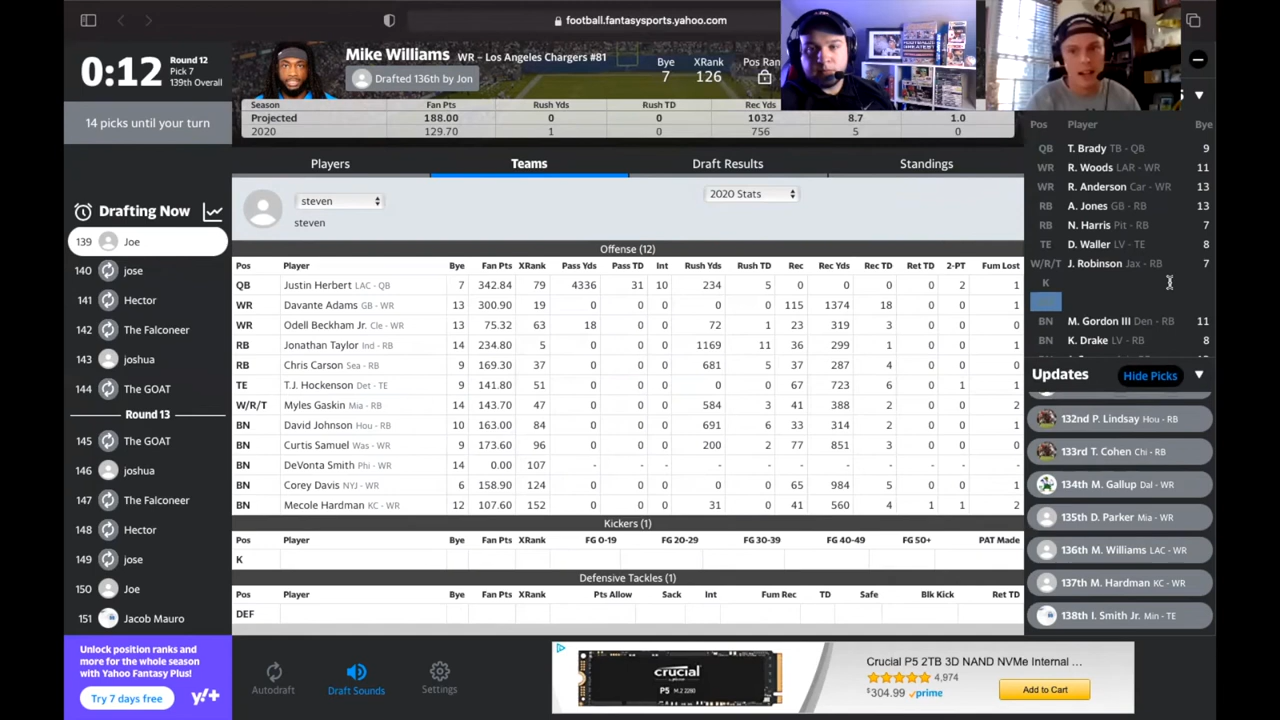 football.fantasysports.yahoo.com
0:12
Round 12
Pick 7
139th Overall
Mike Williams WR - Los Angeles Chargers #81
Drafted 136th by Jon
Bye XRank Pos Ran
7 126
14 picks until your turn
Season Fan Pts Rush Yds Rush TD Rec Yds
Projected 188.00 0 0 1032 8.7 1.0
2020 129.70 1 0 756 5 0
Players Teams Draft Results Standings
steven
steven
2020 Stats
Drafting Now
139 Joe
140 jose
141 Hector
142 The Falconeer
143 joshua
144 The GOAT
Round 13
145 The GOAT
146 joshua
147 The Falconeer
148 Hector
149 jose
150 Joe
151 Jacob Mauro
Offense (12)
Pos Player Bye Fan Pts XRank Pass Yds Pass TD Int Rush Yds Rush TD Rec Rec Yds Rec TD Ret TD 2-PT Fum Lost
QB Justin Herbert LAC - QB 7 342.84 79 4336 31 10 234 5 0 0 0 0 2 1
WR Davante Adams GB - WR 13 300.90 19 0 0 0 0 0 115 1374 18 0 0 1
WR Odell Beckham Jr. Cle - WR 13 75.32 63 18 0 0 72 1 23 319 3 0 0 1
RB Jonathan Taylor Ind - RB 14 234.80 5 0 0 0 1169 11 36 299 1 0 0 1
RB Chris Carson Sea - RB 9 169.30 37 0 0 0 681 5 37 287 4 0 0 1
TE T.J. Hockenson Det - TE 9 141.80 51 0 0 0 0 0 67 723 6 0 1 1
W/R/T Myles Gaskin Mia - RB 14 143.70 47 0 0 0 584 3 41 388 2 0 0 2
BN David Johnson Hou - RB 10 163.00 84 0 0 0 691 6 33 314 2 0 0 1
BN Curtis Samuel Was - WR 9 173.60 96 0 0 0 200 2 77 851 3 0 0 0
BN DeVonta Smith Phi - WR 14 0.00 107 - - - - - - - - - - -
BN Corey Davis NYJ - WR 6 158.90 124 0 0 0 0 0 65 984 5 0 0 1
BN Mecole Hardman KC - WR 12 107.60 152 0 0 0 31 0 41 560 4 1 1 2
Kickers (1)
Pos Player Bye Fan Pts XRank FG 0-19 FG 20-29 FG 30-39 FG 40-49 FG 50+ PAT Made
K
Defensive Tackles (1)
Pos Player Bye Fan Pts XRank Pts Allow Sack Int Fum Rec TD Safe Blk Kick Ret TD
DEF
Pos Player Bye
QB T. Brady TB - QB 9
WR R. Woods LAR - WR 11
WR R. Anderson Car - WR 13
RB A. Jones GB - RB 13
RB N. Harris Pit - RB 7
TE D. Waller LV - TE 8
W/R/T J. Robinson Jax - RB 7
K
BN M. Gordon III Den - RB 11
BN K. Drake LV - RB 8
Updates Hide Picks
132nd P. Lindsay Hou - RB
133rd T. Cohen Chi - RB
134th M. Gallup Dal - WR
135th D. Parker Mia - WR
136th M. Williams LAC - WR
137th M. Hardman KC - WR
138th I. Smith Jr. Min - TE
Unlock position ranks and
more for the whole season
with Yahoo Fantasy Plus!
Try 7 days free
y!+
Autodraft Draft Sounds Settings
crucial
P5 M.2 2280
Crucial P5 2TB 3D NAND NVMe Internal ...
4,974
$304.99 prime
Add to Cart